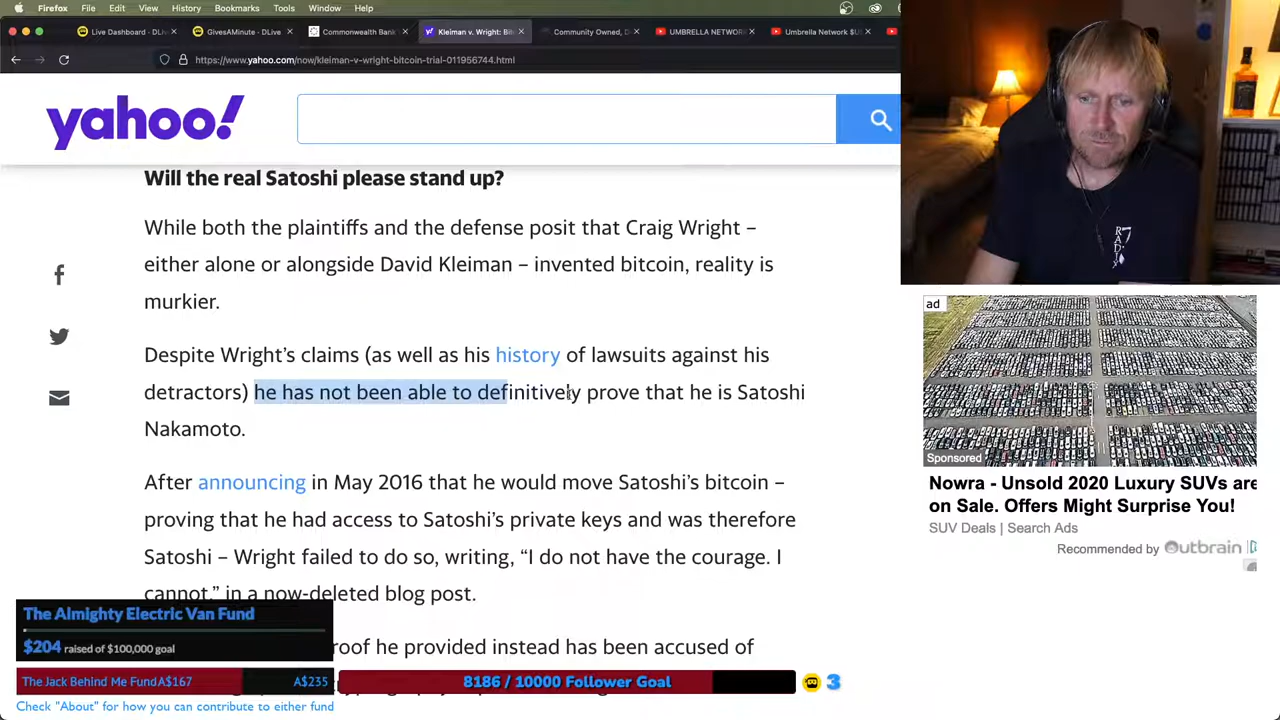 Firefox File Edit View History Bookmarks Tools Window Help
Live Dashboard - DLiv
GivesAMinute - DLive
Commonwealth Bank
Kleiman v. Wright: Bit
Community Owned, D
UMBRELLA NETWOR
Umbrella Network $U
https://www.yahoo.com/now/kleiman-v-wright-bitcoin-trial-011956744.html
yahoo!
Will the real Satoshi please stand up?
While both the plaintiffs and the defense posit that Craig Wright –
either alone or alongside David Kleiman – invented bitcoin, reality is
murkier.
Despite Wright’s claims (as well as his history of lawsuits against his
detractors) he has not been able to definitively prove that he is Satoshi
Nakamoto.
After announcing in May 2016 that he would move Satoshi’s bitcoin –
proving that he had access to Satoshi’s private keys and was therefore
Satoshi – Wright failed to do so, writing, “I do not have the courage. I
cannot,” in a now-deleted blog post.
roof he provided instead has been accused of
RADIX
ad
Sponsored
Nowra - Unsold 2020 Luxury SUVs are
on Sale. Offers Might Surprise You!
SUV Deals | Search Ads
Recommended by Outbrain
The Almighty Electric Van Fund
$204 raised of $100,000 goal
The Jack Behind Me Fund A$167 A$235
8186 / 10000 Follower Goal
3
Check "About" for how you can contribute to either fund